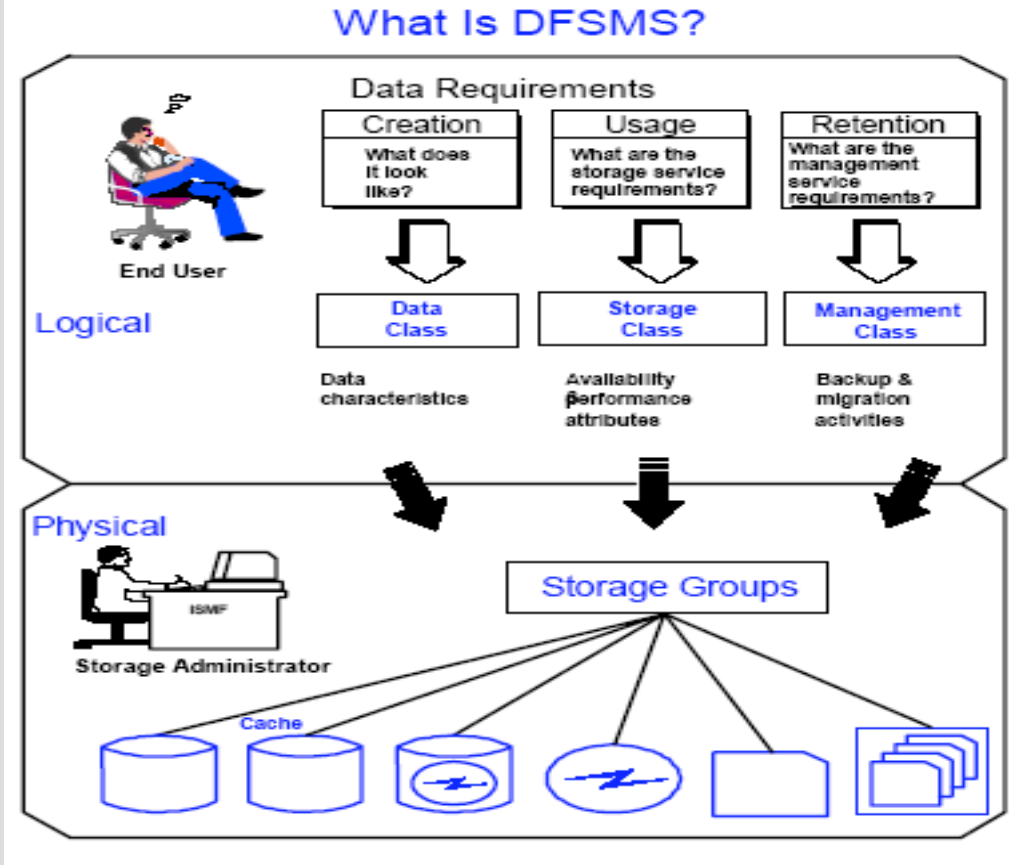 What Is DFSMS?
Data Requirements
Creation
What does
it look
like?
Usage
What are the
storage service
requirements?
Retention
What are the
management
service
requirements?
End User
Logical
Data
Class
Storage
Class
Management
Class
Data
characteristics
Availability
performance
attributes
Backup &
migration
activities
Physical
ISMF
Storage Administrator
Storage Groups
Cache